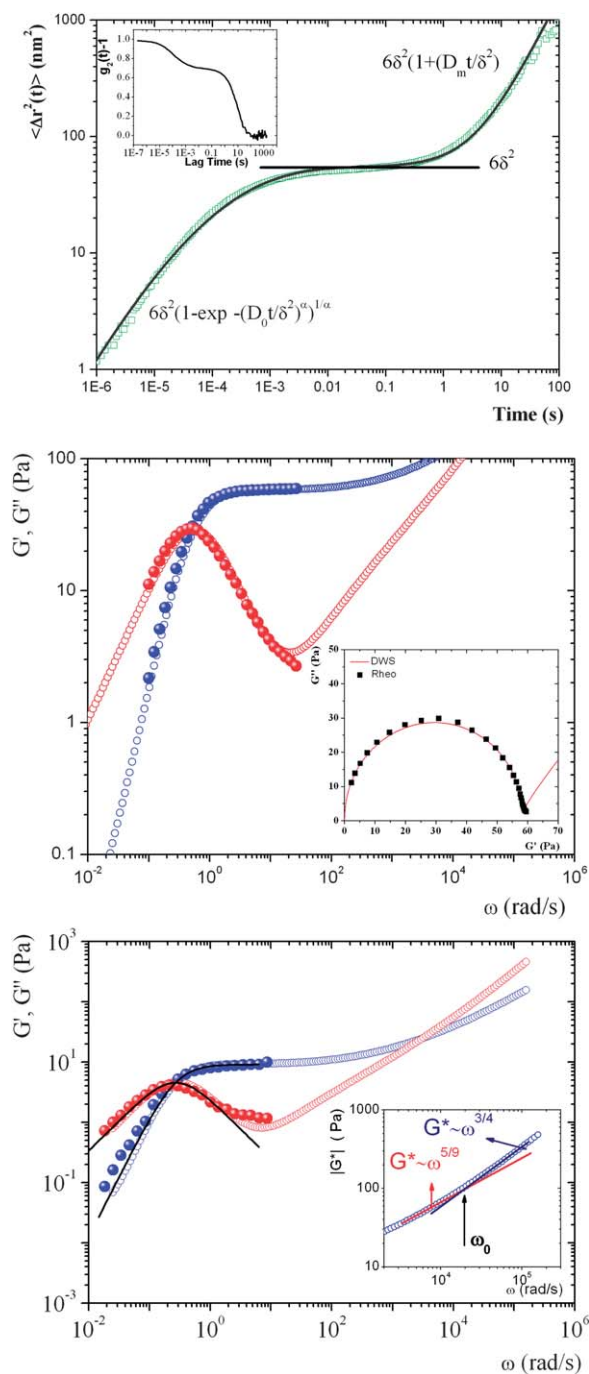 <Δr²(t)> (nm²)
1000
100
10
1
g₂(t)-1
1.0
0.8
0.6
0.4
0.2
0.0
1E-7 1E-5 1E-3 0.1 10 1000
Lag Time (s)
6δ²(1+(Dₘt/δ²)
6δ²
6δ²(1-exp -(D₀t/δ²)^α)^1/α
1E-6 1E-5 1E-4 1E-3 0.01 0.1 1 10 100
Time (s)
G', G'' (Pa)
100
10
1
0.1
G'' (Pa)
50
40
30
20
10
0
DWS
Rheo
0 10 20 30 40 50 60 70
G' (Pa)
10⁻² 10⁰ 10² 10⁴ 10⁶
ω (rad/s)
G', G'' (Pa)
10³
10¹
10⁻¹
10⁻³
|G*| ( Pa)
1000
100
10
G*~ω^3/4
G*~ω^5/9
ω₀
10⁴ 10⁵
ω (rad/s)
10⁻² 10⁰ 10² 10⁴ 10⁶
ω (rad/s)